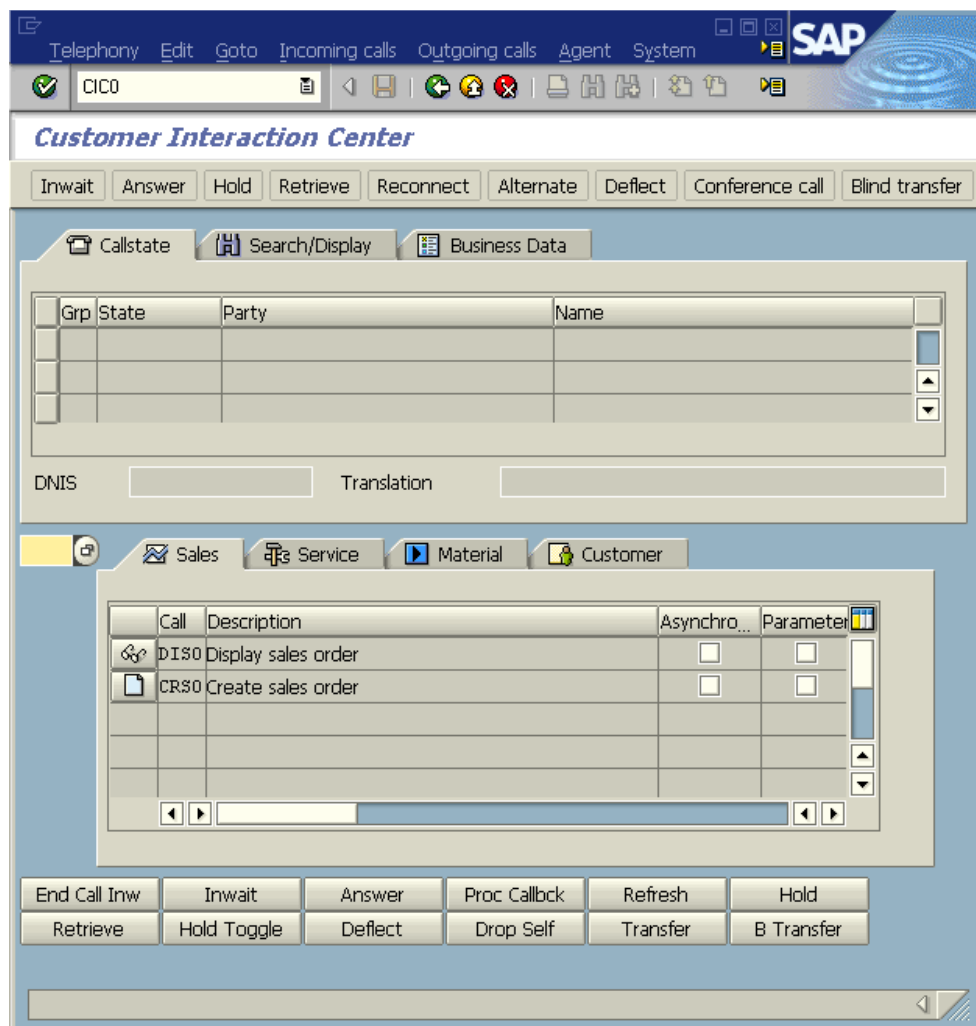 Telephony Edit Goto Incoming calls Outgoing calls Agent System
SAP
CIC0
Customer Interaction Center
Inwait Answer Hold Retrieve Reconnect Alternate Deflect Conference call Blind transfer
Callstate Search/Display Business Data
Grp State Party Name
DNIS Translation
Sales Service Material Customer
Call Description Asynchro... Parameter
DISO Display sales order
CRSO Create sales order
End Call Inw Inwait Answer Proc Callbck Refresh Hold
Retrieve Hold Toggle Deflect Drop Self Transfer B Transfer